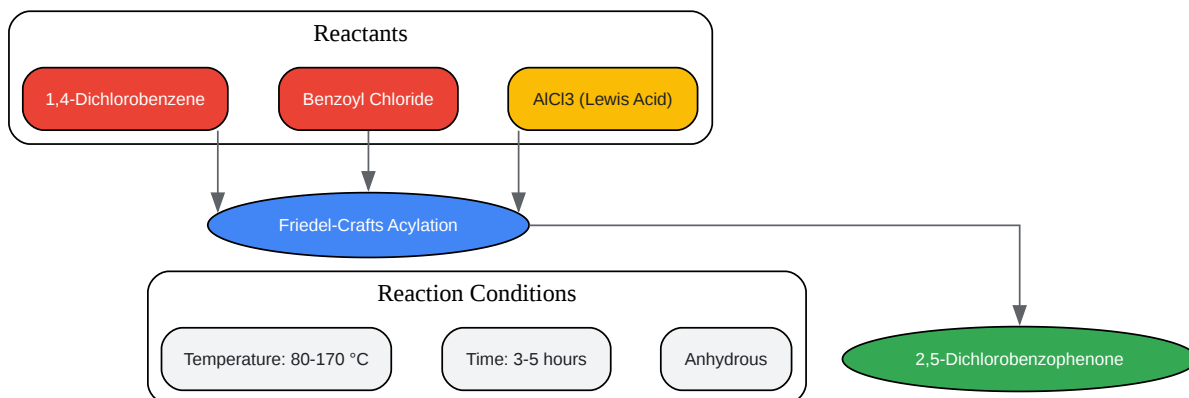 Reactants
1,4-Dichlorobenzene
Benzoyl Chloride
AlCl3 (Lewis Acid)
Friedel-Crafts Acylation
Reaction Conditions
Temperature: 80-170 °C
Time: 3-5 hours
Anhydrous
2,5-Dichlorobenzophenone